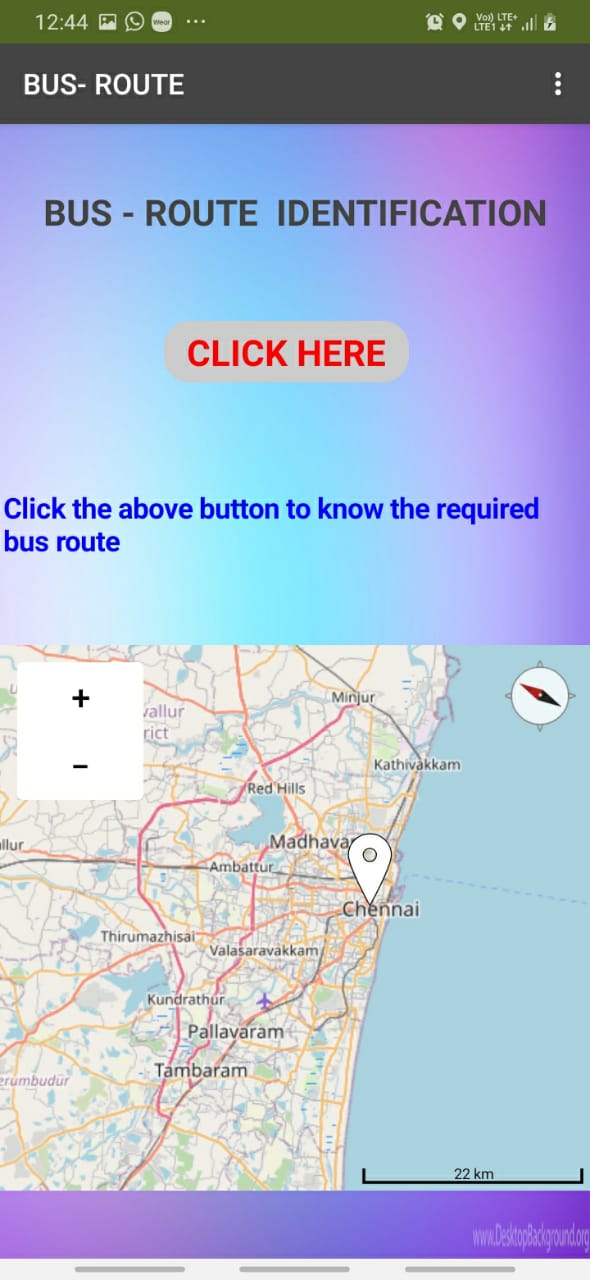 12:44
Wear
Vo)) LTE+
LTE1
BUS- ROUTE
BUS - ROUTE IDENTIFICATION
CLICK HERE
Click the above button to know the required
bus route
+
−
Minjur
vallur
rict
Kathivakkam
Red Hills
Madhava
llur
Ambattur
Chennai
Thirumazhisai
Valasaravakkam
Kundrathur
Pallavaram
Tambaram
erumbudur
22 km
www.DesktopBackground.org